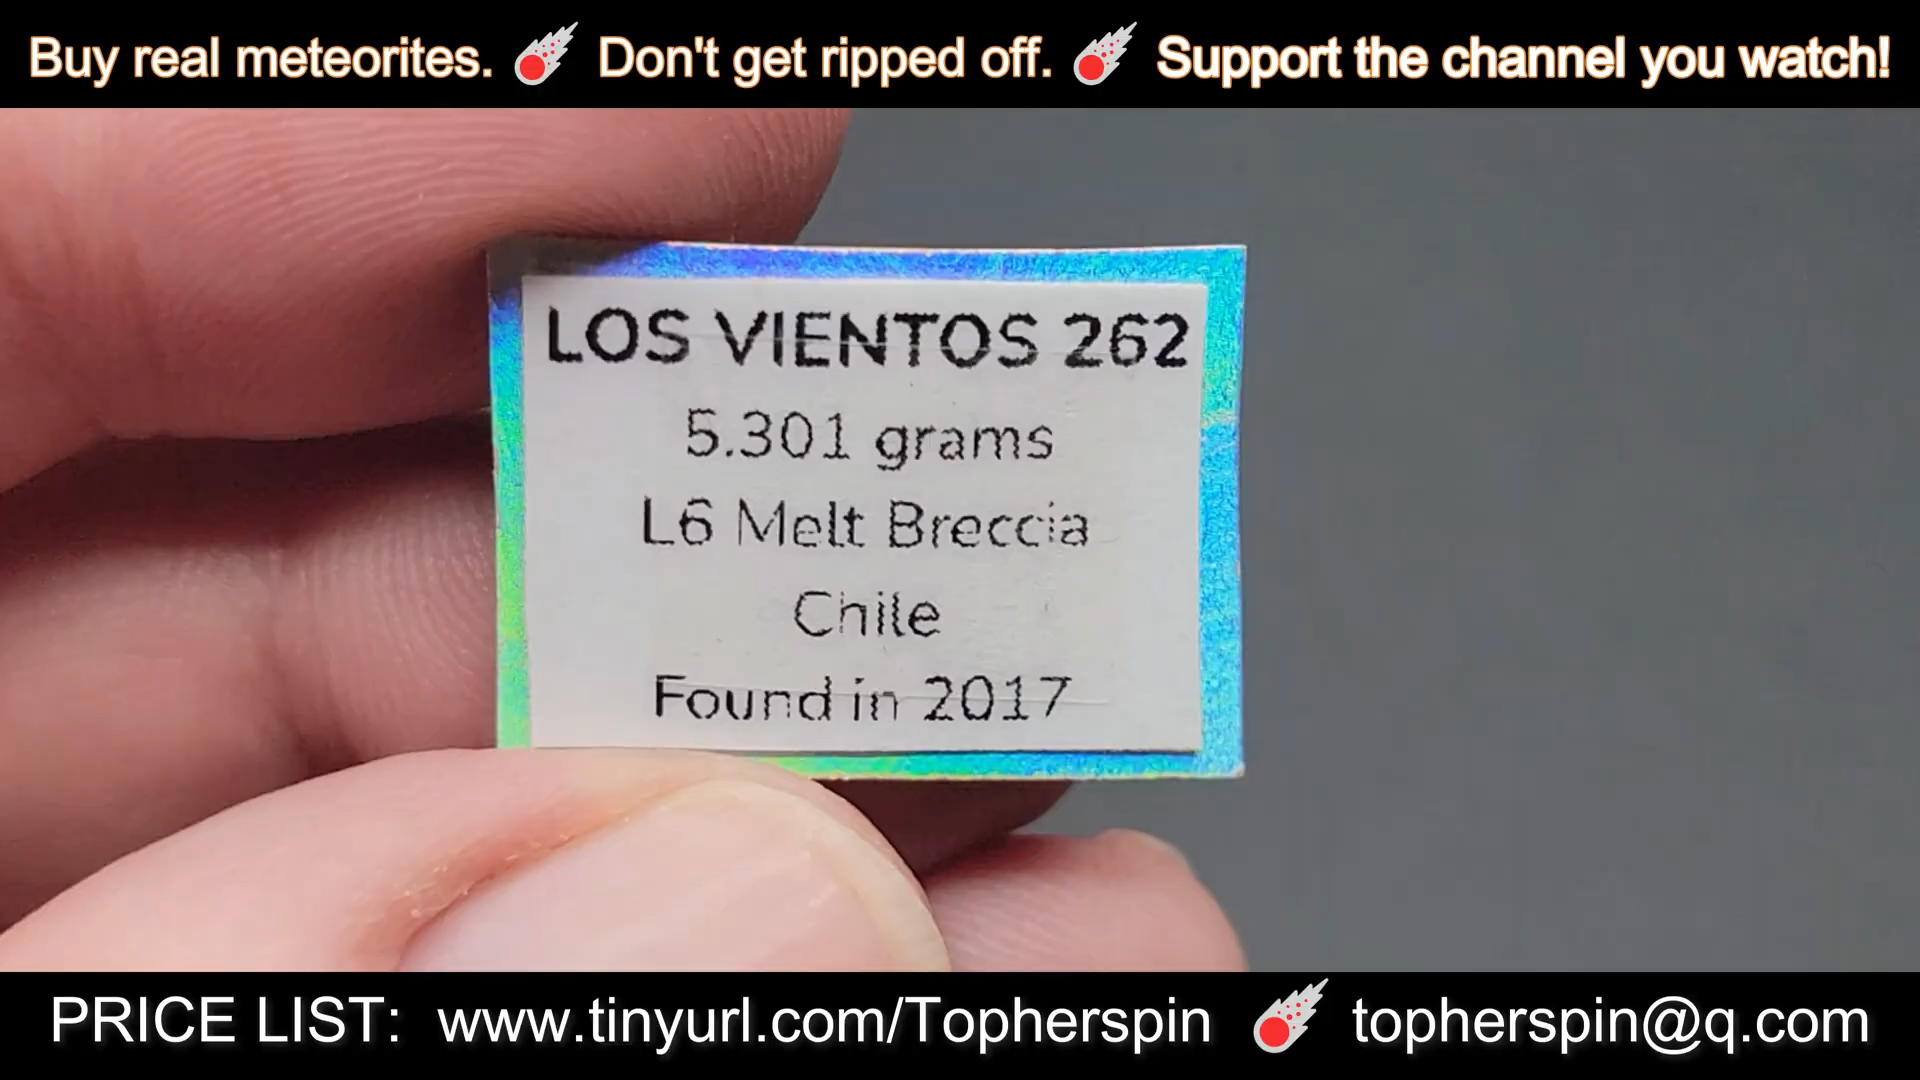 Buy real meteorites. Don't get ripped off. Support the channel you watch!
LOS VIENTOS 262
5.301 grams
L6 Melt Breccia
Chile
Found in 2017
PRICE LIST: www.tinyurl.com/Topherspin topherspin@q.com